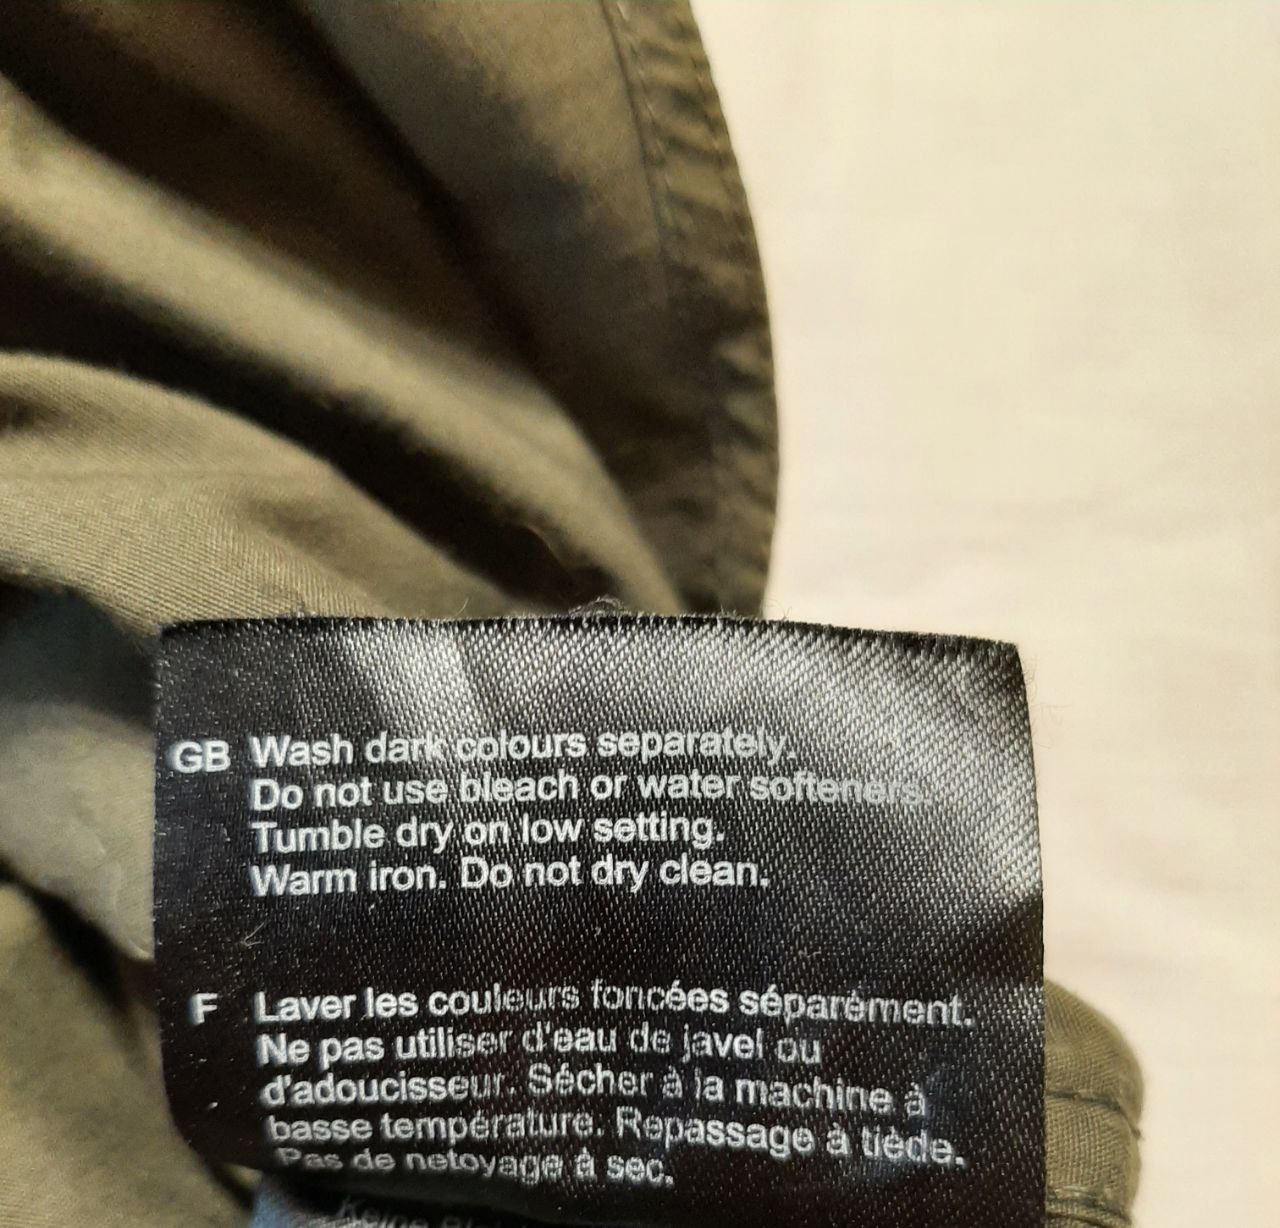 GB Wash dark colours separately.
Do not use bleach or water softeners.
Tumble dry on low setting.
Warm iron. Do not dry clean.
F Laver les couleurs foncées séparément.
Ne pas utiliser d'eau de javel ou
d'adoucisseur. Sécher à la machine à
basse température. Repassage à tiède.
Pas de netoyage à sec.
Keine